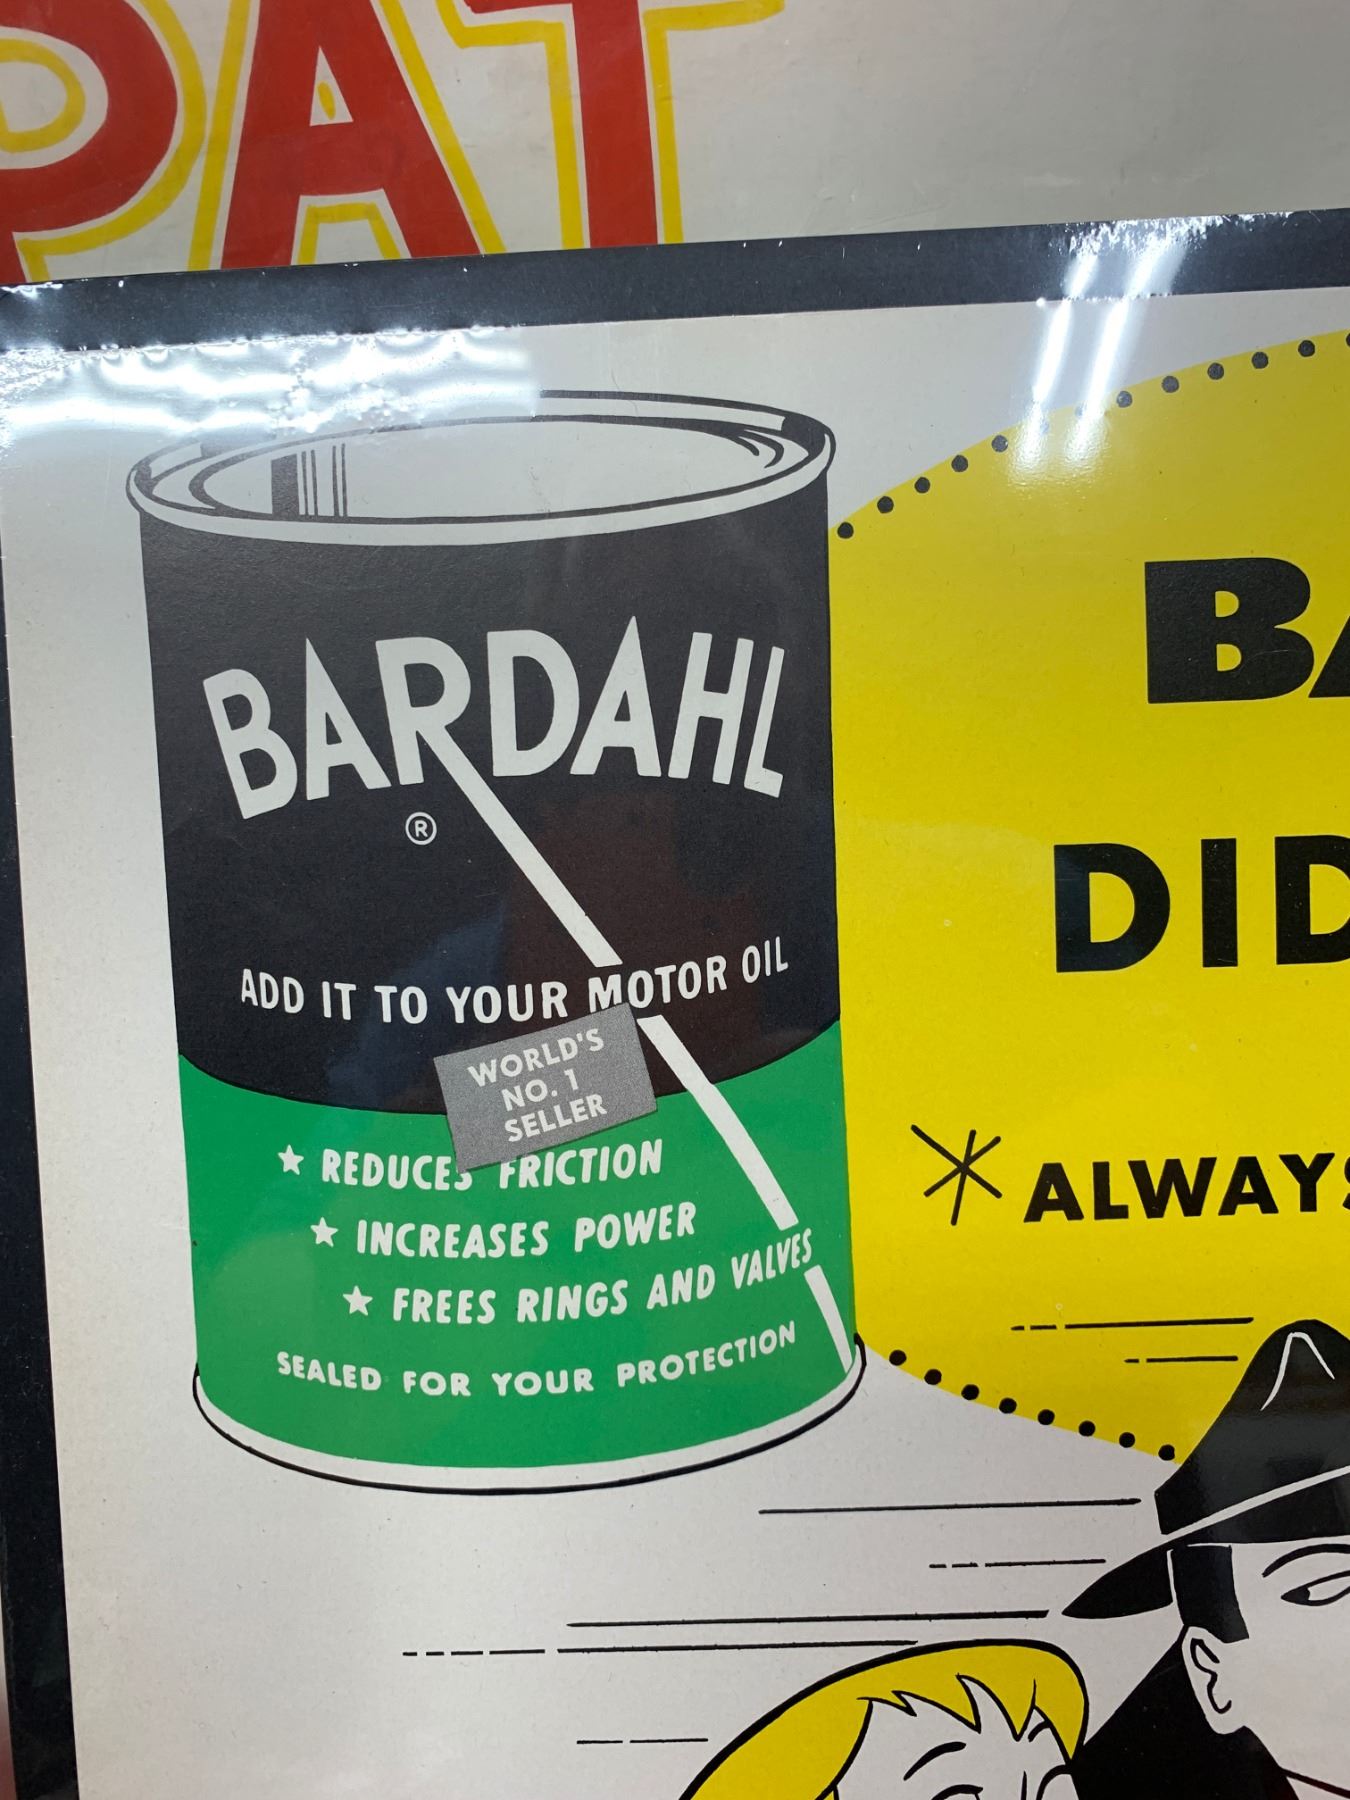 PAT
BARDAHL
®
ADD IT TO YOUR MOTOR OIL
WORLD'S
NO. 1
SELLER
★ REDUCES FRICTION
★ INCREASES POWER
★ FREES RINGS AND VALVES
SEALED FOR YOUR PROTECTION
BA
DID
* ALWAYS